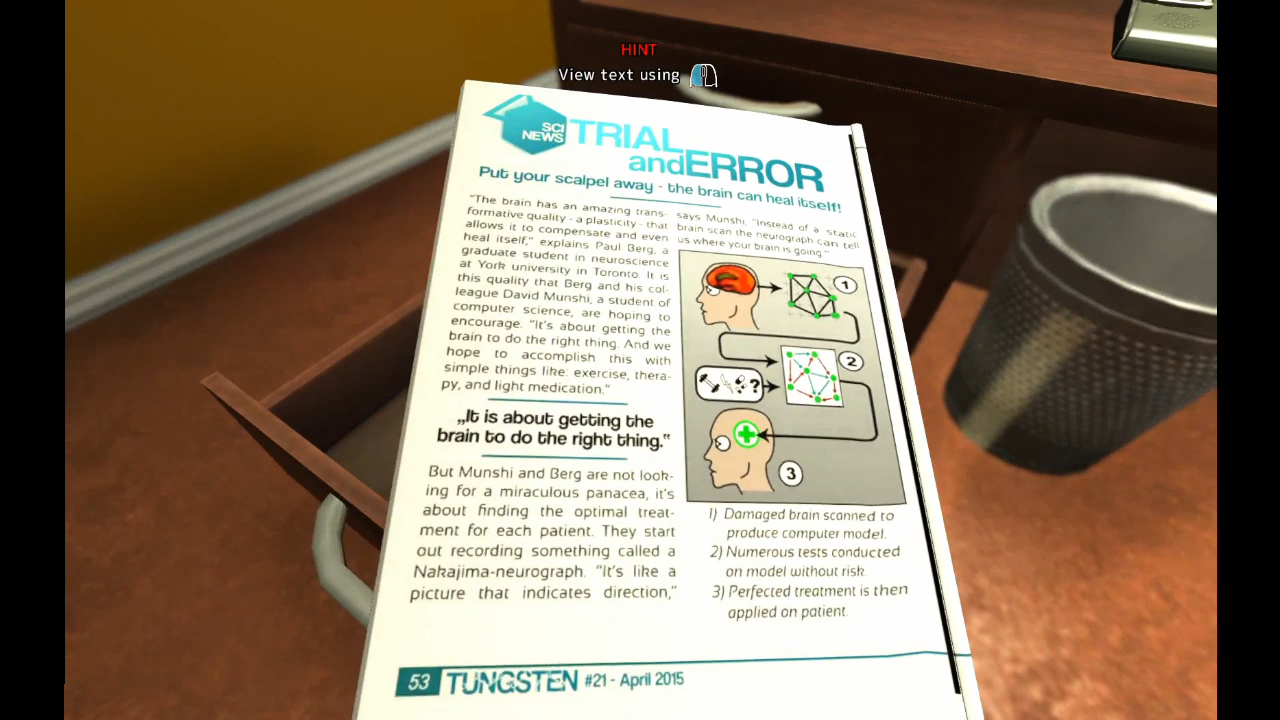 HINT
View text using
SCI
NEWS
TRIAL
and ERROR
Put your scalpel away - the brain can heal itself!
"The brain has an amazing trans-
formative quality - a plasticity - that
allows it to compensate and even
heal itself," explains Paul Berg, a
graduate student in neuroscience
at York university in Toronto It is
this quality that Berg and his col-
league David Munshi, a student of
computer science, are hoping to
encourage. "It's about getting the
brain to do the right thing. And we
hope to accomplish this with
simple things like: exercise, thera-
py, and light medication."
„It is about getting the
brain to do the right thing."
But Munshi and Berg are not look-
ing for a miraculous panacea, it's
about finding the optimal treat-
ment for each patient. They start
out recording something called a
Nakajima-neurograph. "It's like a
picture that indicates direction,"
says Munshi, "Instead of a static
brain scan the neurograph can tell
us where your brain is going."
1
2
?
3
1) Damaged brain scanned to
produce computer model.
2) Numerous tests conducted
on model without risk.
3) Perfected treatment is then
applied on patient.
53 TUNGSTEN #21 - April 2015